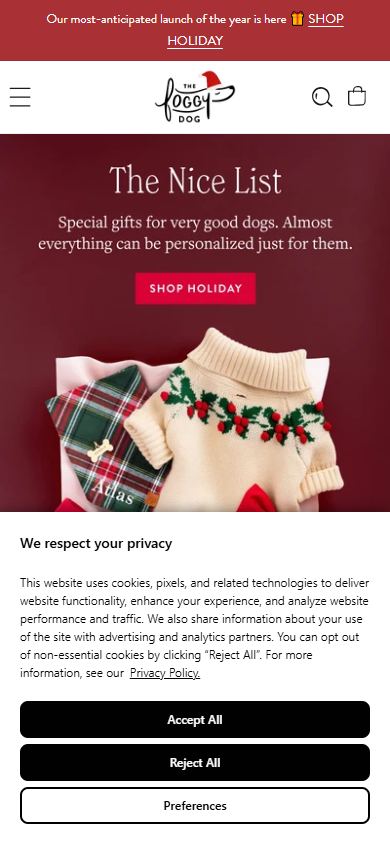 Our most-anticipated launch of the year is here 🎁 SHOP
HOLIDAY
THE
foggy
DOG
The Nice List
Special gifts for very good dogs. Almost
everything can be personalized just for them.
SHOP HOLIDAY
Atlas
We respect your privacy
This website uses cookies, pixels, and related technologies to deliver
website functionality, enhance your experience, and analyze website
performance and traffic. We also share information about your use
of the site with advertising and analytics partners. You can opt out
of non-essential cookies by clicking “Reject All”. For more
information, see our Privacy Policy.
Accept All
Reject All
Preferences